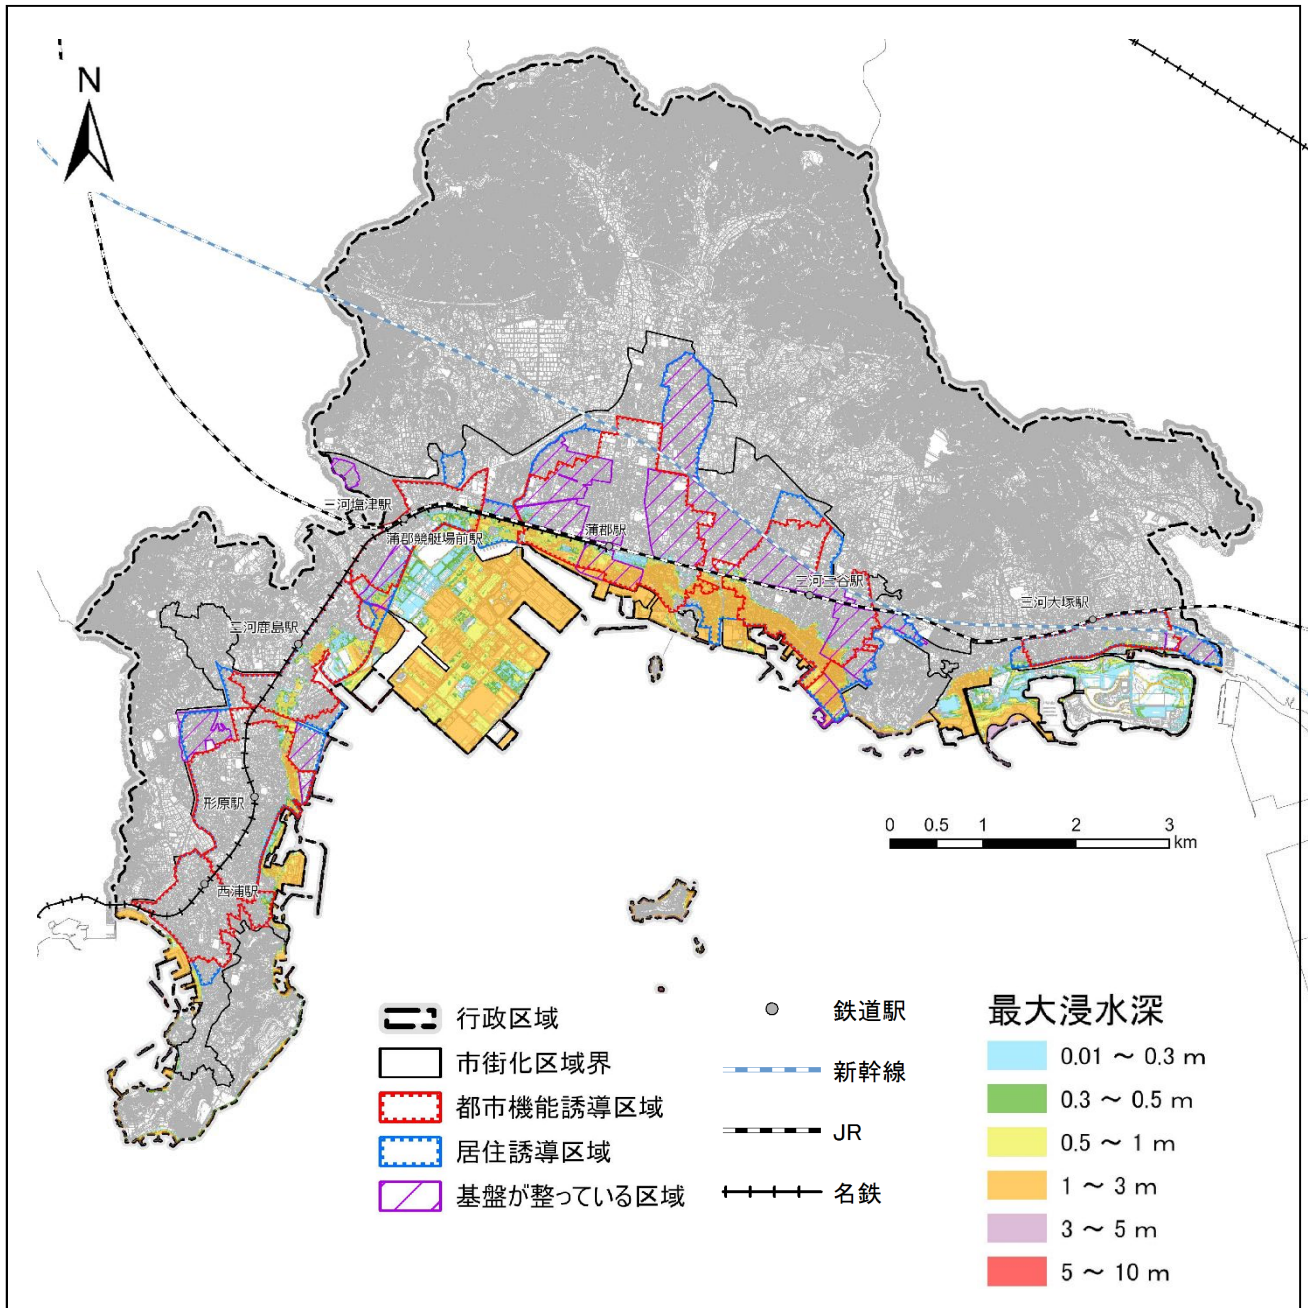 N
三河塩津駅
蒲郡競艇場前駅
蒲郡駅
三河三谷駅
三河大塚駅
三河鹿島駅
形原駅
西浦駅
0 0.5 1 2 3
km
行政区域
市街化区域界
都市機能誘導区域
居住誘導区域
基盤が整っている区域
鉄道駅
新幹線
JR
名鉄
最大浸水深
0.01 ～ 0.3 m
0.3 ～ 0.5 m
0.5 ～ 1 m
1 ～ 3 m
3 ～ 5 m
5 ～ 10 m